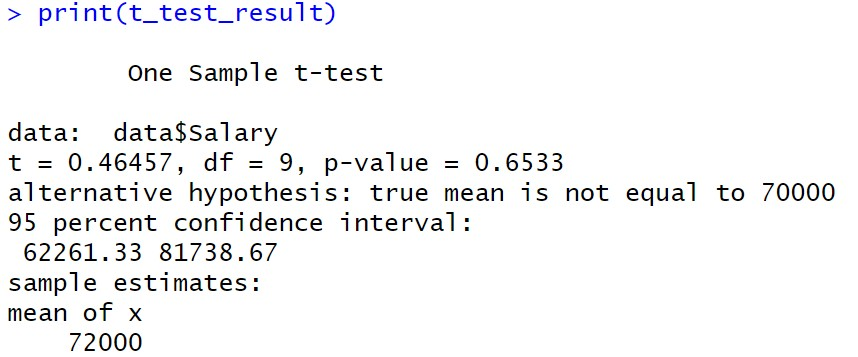 > print(t_test_result)
One Sample t-test
data:  data$Salary
t = 0.46457, df = 9, p-value = 0.6533
alternative hypothesis: true mean is not equal to 70000
95 percent confidence interval:
62261.33 81738.67
sample estimates:
mean of x
72000